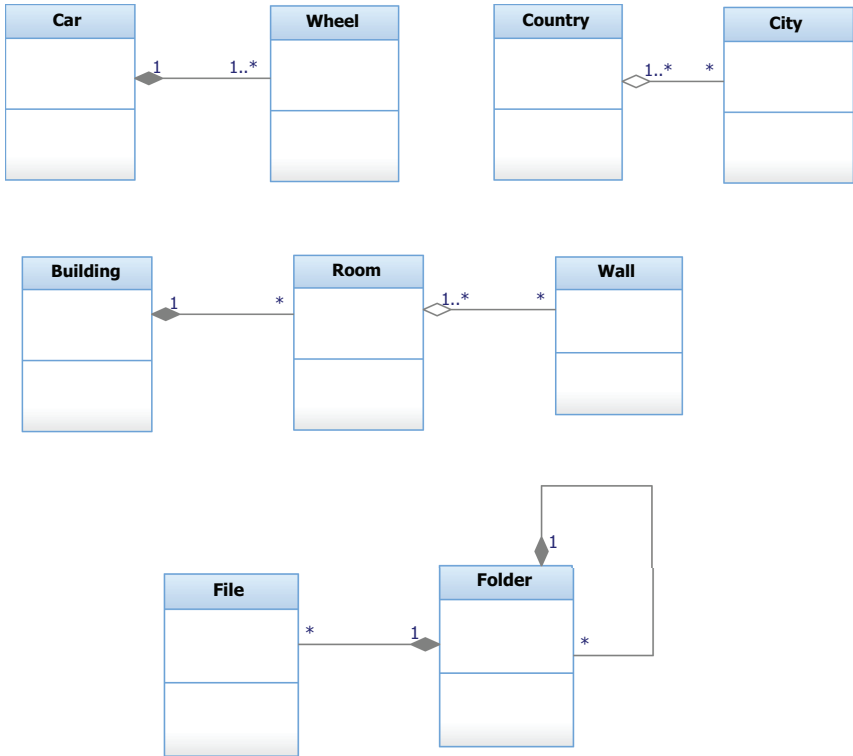 Car
Wheel
Country
City
1
1..*
1..*
*
Building
Room
Wall
1
*
1..*
*
1
File
Folder
*
1
*